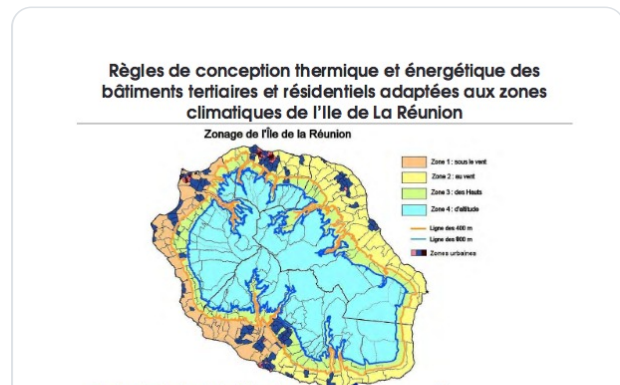 Règles de conception thermique et énergétique des
bâtiments tertiaires et résidentiels adaptées aux zones
climatiques de l'Ile de La Réunion
Zonage de l'Île de la Réunion
Zone 1 : sous le vent
Zone 2 : au vent
Zone 3 : des Hauts
Zone 4 : d'altitude
Ligne des 400 m
Ligne des 800 m
Zones urbaines